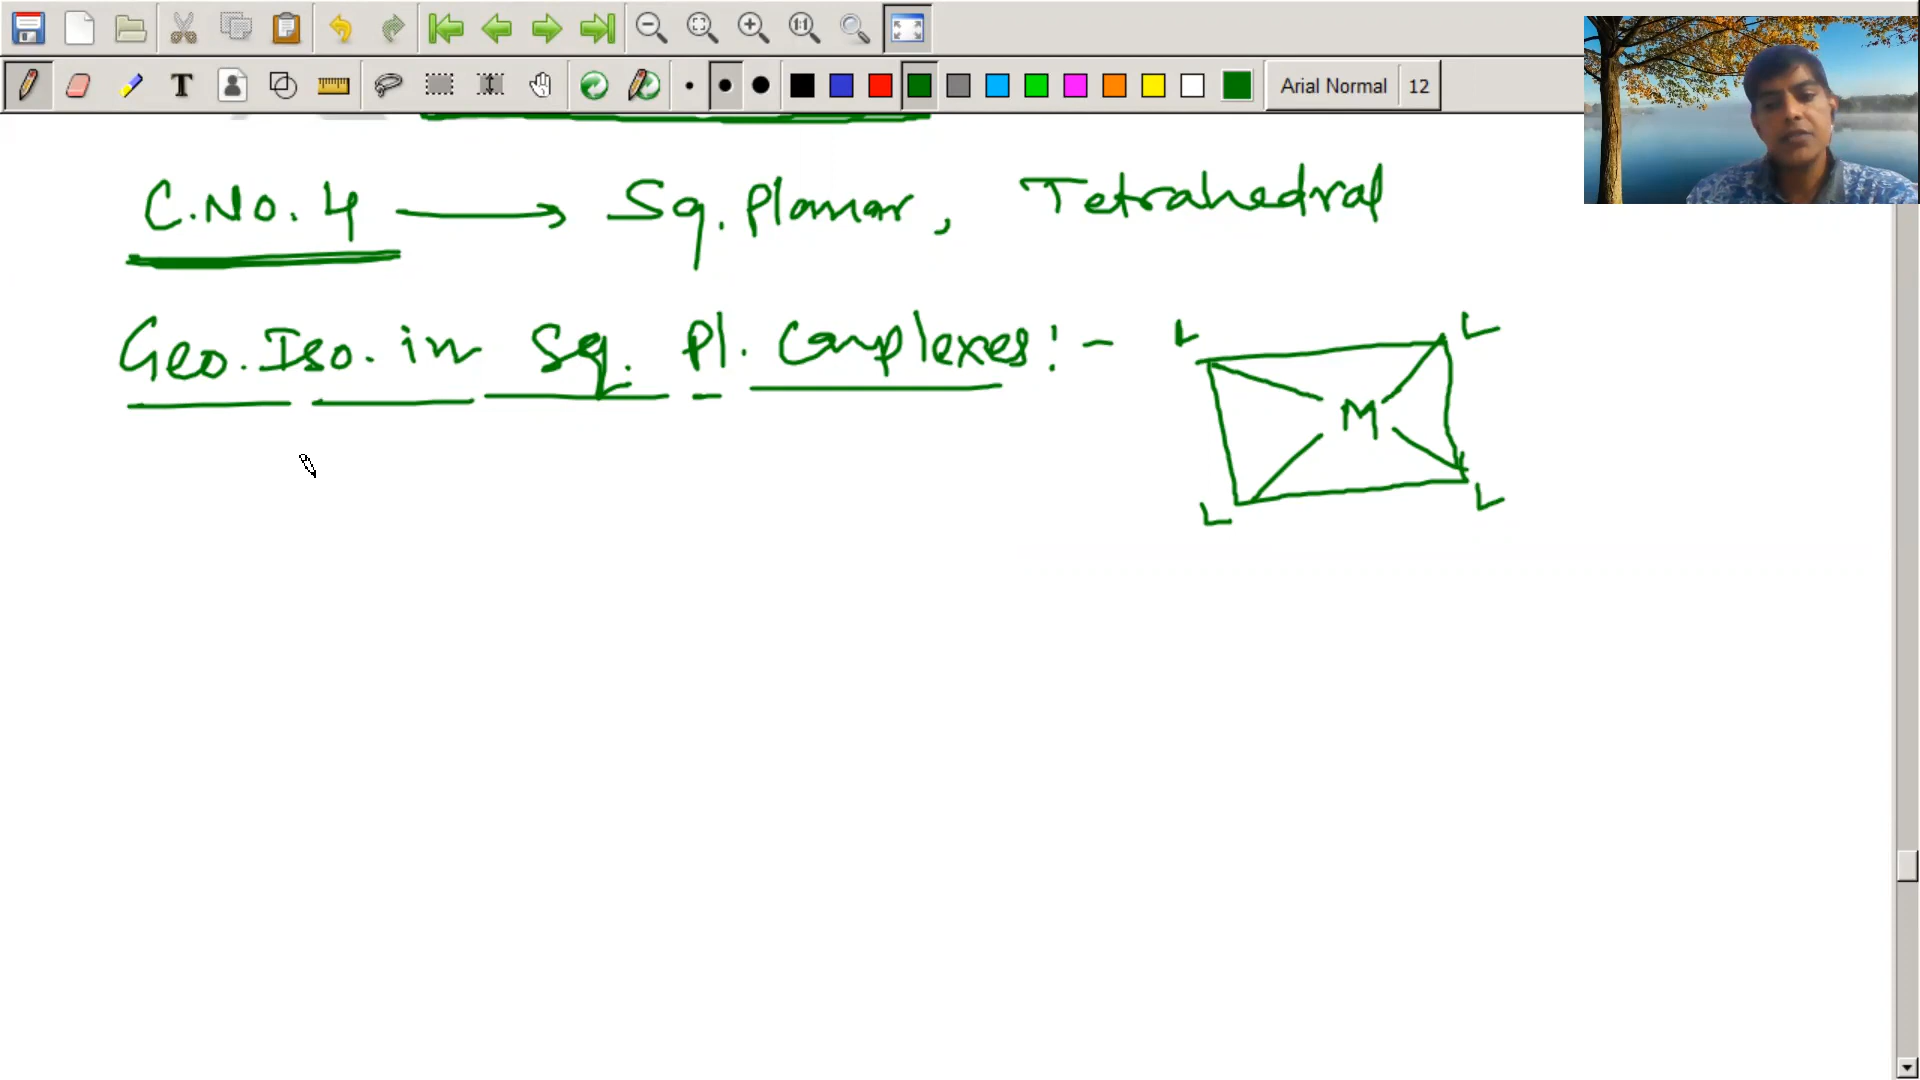 Arial Normal 12
C.No. 4 → Sq. Planar, Tetrahedral
Geo. Iso. in Sq. Pl. Complexes:-
L L
M
L L